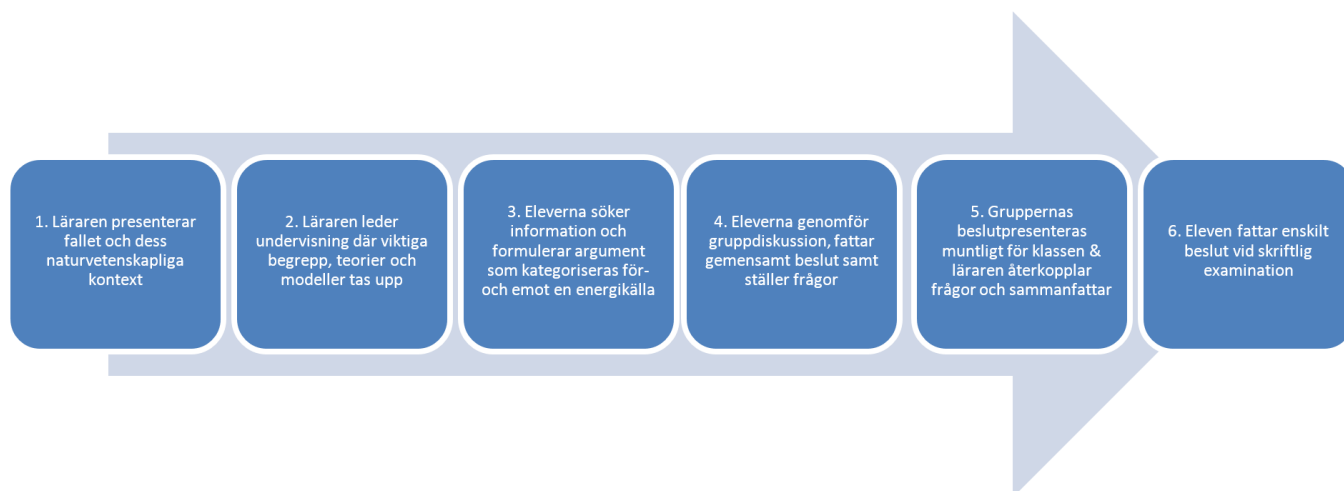 1. Läraren presenterar
fallet och dess
naturvetenskapliga
kontext
2. Läraren leder
undervisning där viktiga
begrepp, teorier och
modeller tas upp
3. Eleverna söker
information och
formulerar argument
som kategoriseras för-
och emot en energikälla
4. Eleverna genomför
gruppdiskussion, fattar
gemensamt beslut samt
ställer frågor
5. Gruppernas
beslutpresenteras
muntligt för klassen &
läraren återkopplar
frågor och sammanfattar
6. Eleven fattar enskilt
beslut vid skriftlig
examination